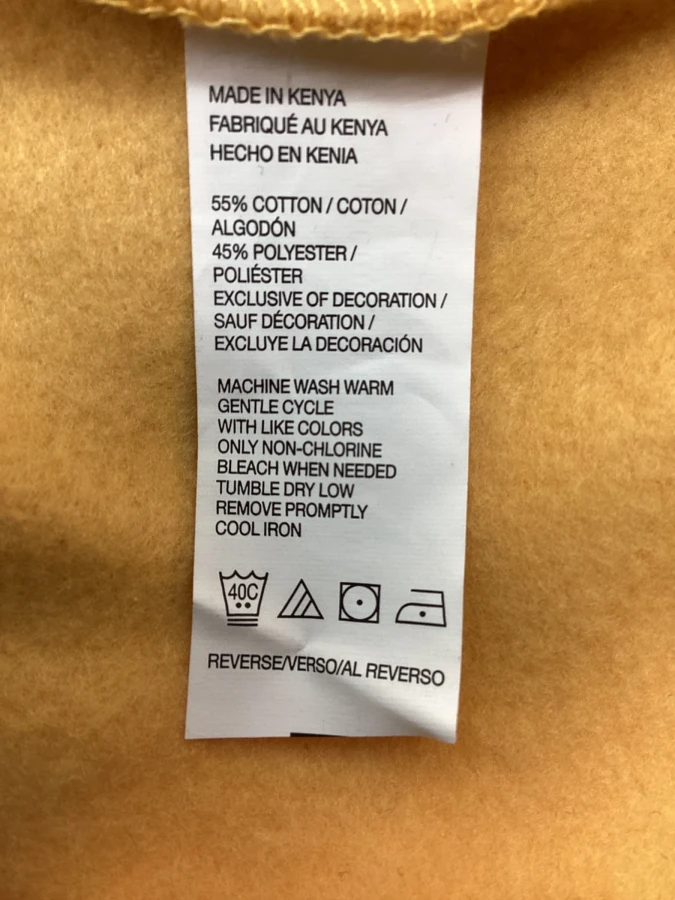 MADE IN KENYA
FABRIQUÉ AU KENYA
HECHO EN KENIA
55% COTTON / COTON /
ALGODÓN
45% POLYESTER /
POLIÉSTER
EXCLUSIVE OF DECORATION /
SAUF DÉCORATION /
EXCLUYE LA DECORACIÓN
MACHINE WASH WARM
GENTLE CYCLE
WITH LIKE COLORS
ONLY NON-CHLORINE
BLEACH WHEN NEEDED
TUMBLE DRY LOW
REMOVE PROMPTLY
COOL IRON
40C
REVERSE/VERSO/AL REVERSO